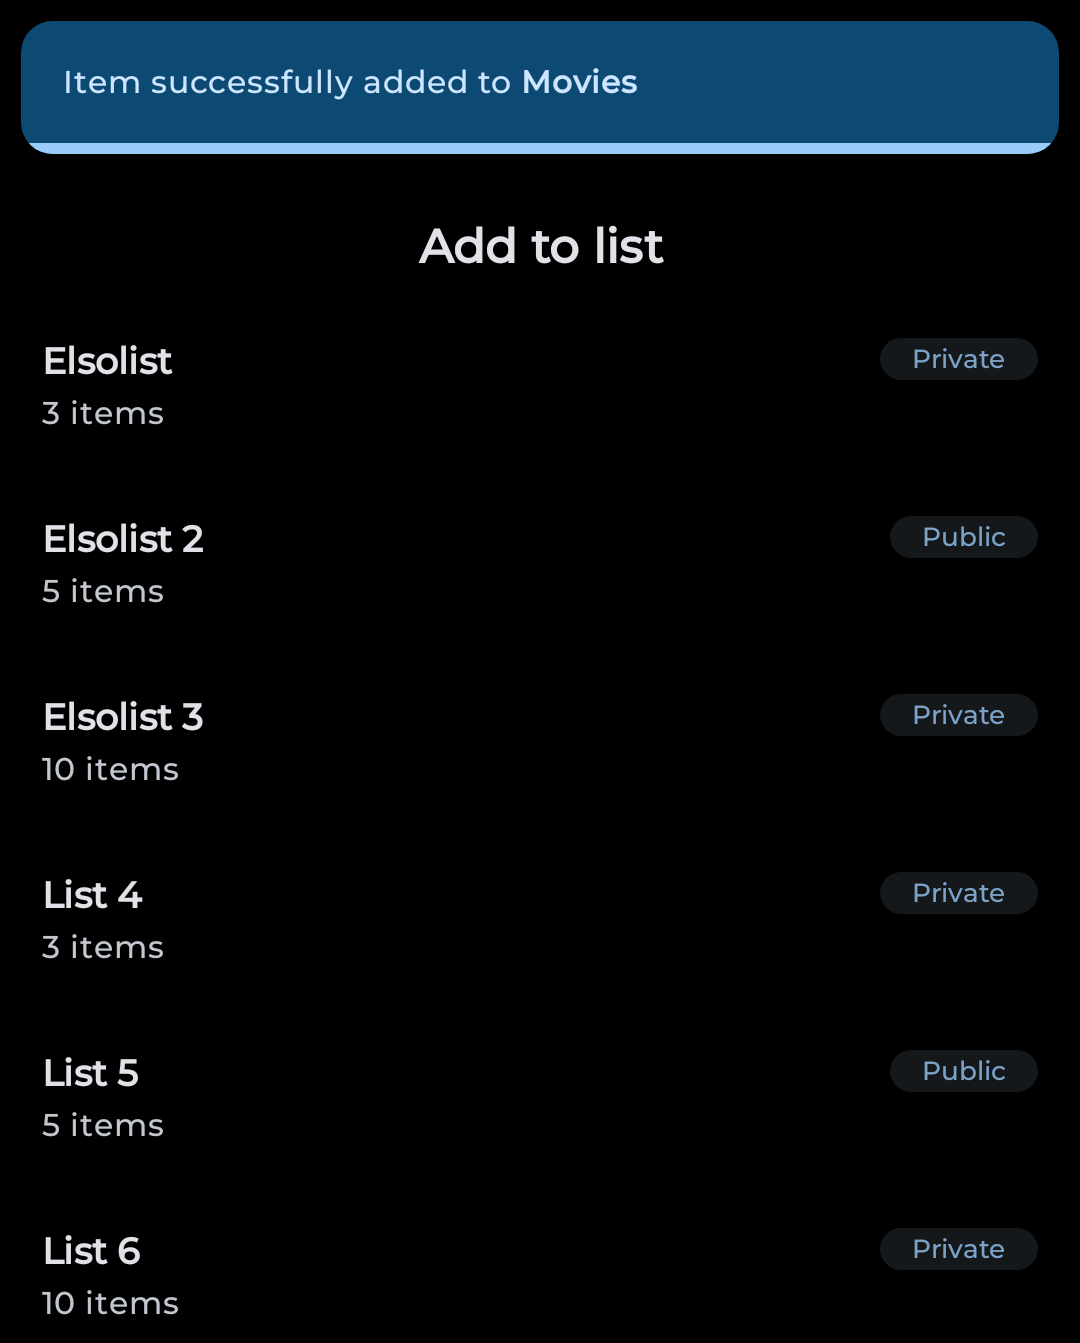 Item successfully added to Movies
Add to list
Elsolist
Private
3 items
Elsolist 2
Public
5 items
Elsolist 3
Private
10 items
List 4
Private
3 items
List 5
Public
5 items
List 6
Private
10 items